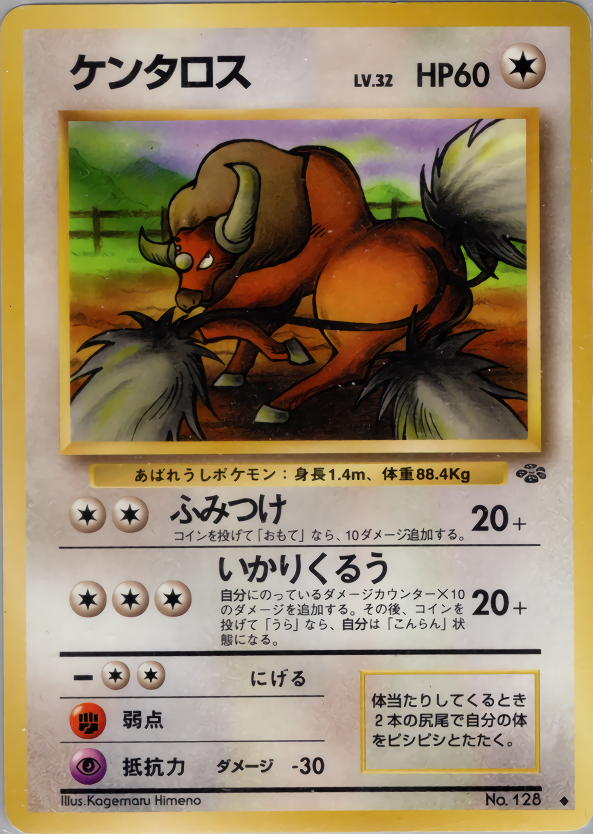 ケンタロス LV.32 HP60
あばれうしポケモン：身長1.4m、体重88.4Kg
ふみつけ 20+
コインを投げて「おもて」なら、10ダメージ追加する。
いかりくるう 20+
自分にのっているダメージカウンター×10
のダメージを追加する。その後、コインを
投げて「うら」なら、自分は「こんらん」状
態になる。
にげる
弱点
抵抗力 ダメージ -30
体当たりしてくるとき
２本の尻尾で自分の体
をピシピシとたたく。
Illus.Kagemaru Himeno No. 128